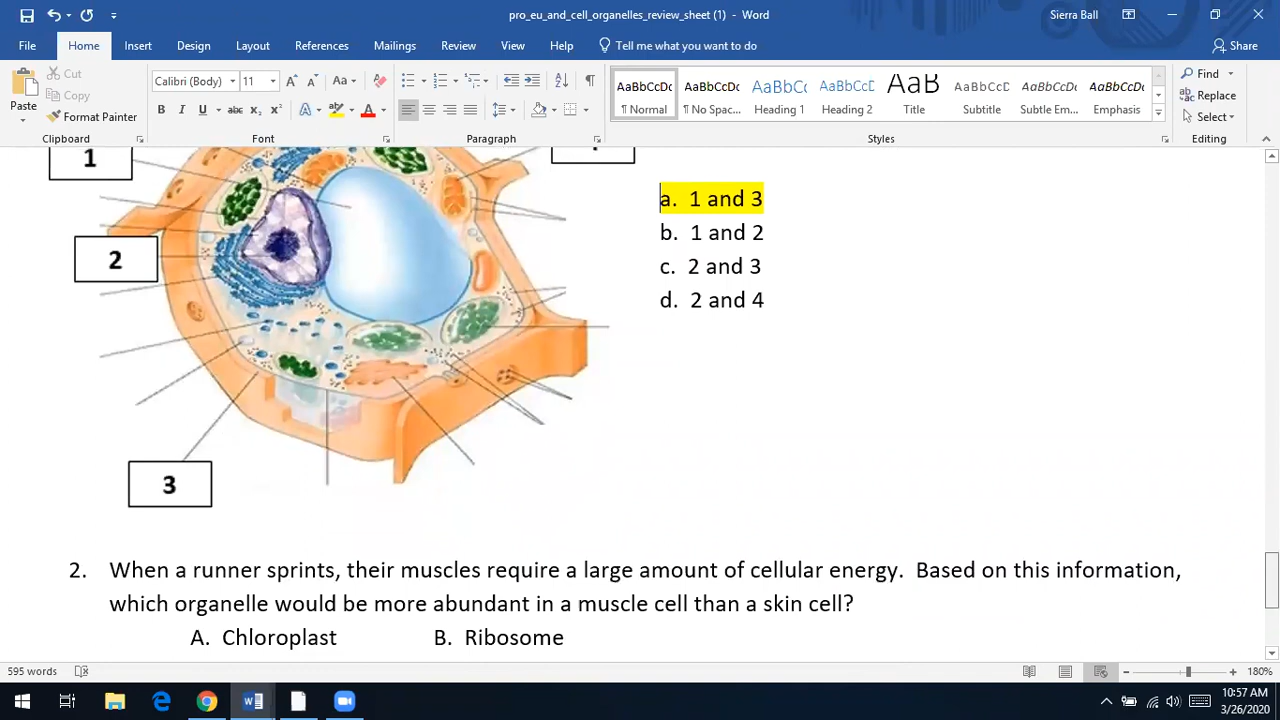 pro_eu_and_cell_organelles_review_sheet (1) - Word
Sierra Ball
File Home Insert Design Layout References Mailings Review View Help Tell me what you want to do Share
Paste
Cut
Copy
Format Painter
Clipboard
Calibri (Body) 11
Font
Paragraph
AaBbCcDc AaBbCcDc AaBbC AaBbCcD AaB AaBbCcD AaBbCcDc AaBbCcDc
¶ Normal ¶ No Spac... Heading 1 Heading 2 Title Subtitle Subtle Em... Emphasis
Styles
Find
Replace
Select
Editing
1
2
3
a. 1 and 3
b. 1 and 2
c. 2 and 3
d. 2 and 4
2. When a runner sprints, their muscles require a large amount of cellular energy. Based on this information,
which organelle would be more abundant in a muscle cell than a skin cell?
A. Chloroplast B. Ribosome
595 words
180%
10:57 AM
3/26/2020